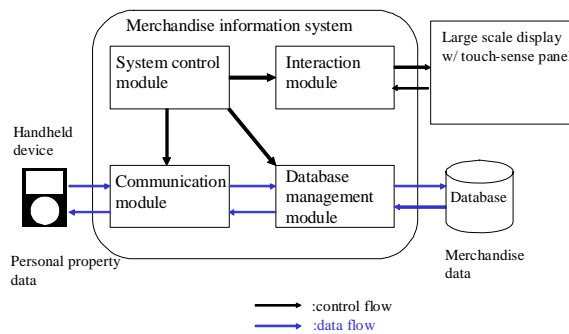 Merchandise information system
System control
module
Interaction
module
Large scale display
w/ touch-sense panel
Handheld
device
Communication
module
Database
management
module
Database
Personal property
data
Merchandise
data
:control flow
:data flow